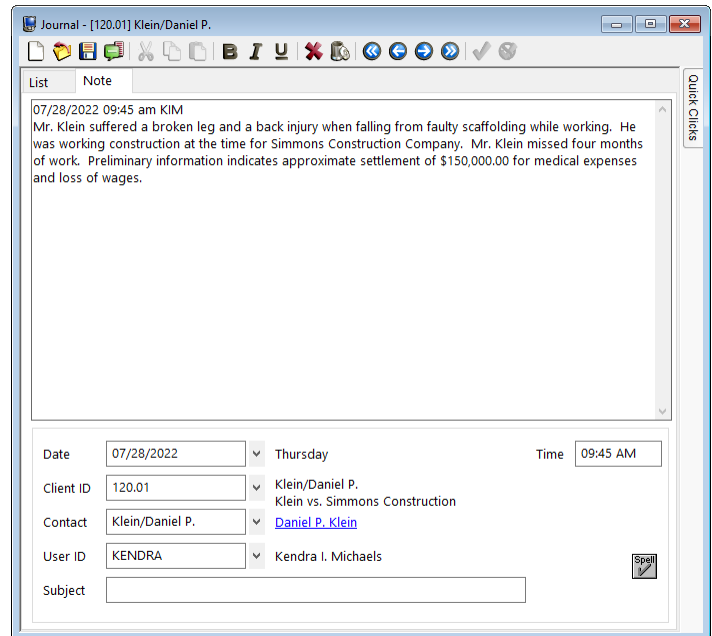 Journal - [120.01] Klein/Daniel P.
B I U
List Note
Quick Clicks
07/28/2022 09:45 am KIM
Mr. Klein suffered a broken leg and a back injury when falling from faulty scaffolding while working.  He
was working construction at the time for Simmons Construction Company.  Mr. Klein missed four months
of work.  Preliminary information indicates approximate settlement of $150,000.00 for medical expenses
and loss of wages.
Date 07/28/2022 Thursday Time 09:45 AM
Client ID 120.01 Klein/Daniel P.
Klein vs. Simmons Construction
Contact Klein/Daniel P. Daniel P. Klein
User ID KENDRA Kendra I. Michaels
Spell
Subject